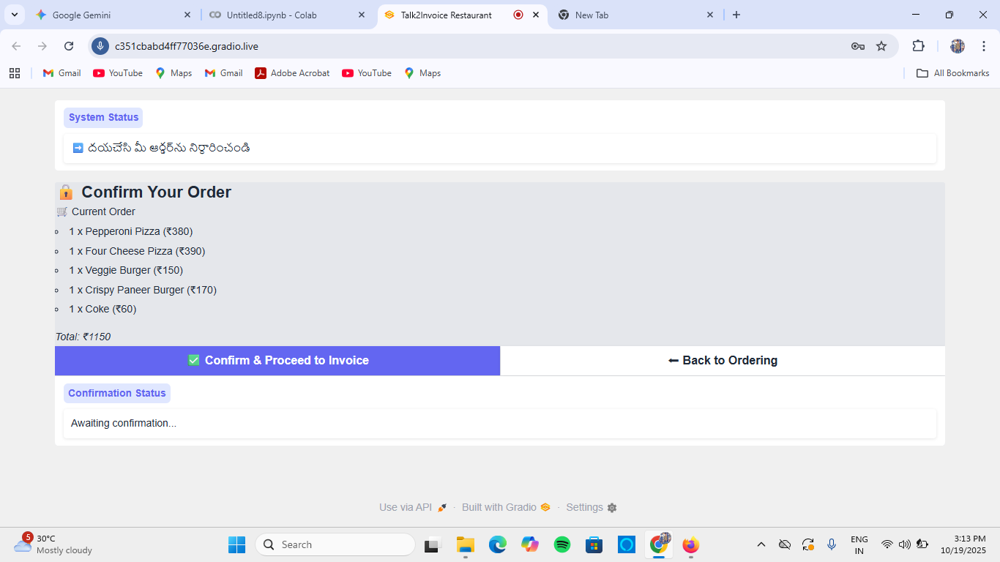 Google Gemini
Untitled8.ipynb - Colab
Talk2Invoice Restaurant
New Tab
c351cbabd4ff77036e.gradio.live
Gmail
YouTube
Maps
Gmail
Adobe Acrobat
YouTube
Maps
All Bookmarks
System Status
➡️ దయచేసి మీ ఆర్డర్‌ను నిర్ధారించండి
🔒 Confirm Your Order
🛒 Current Order
1 x Pepperoni Pizza (₹380)
1 x Four Cheese Pizza (₹390)
1 x Veggie Burger (₹150)
1 x Crispy Paneer Burger (₹170)
1 x Coke (₹60)
Total: ₹1150
✅ Confirm & Proceed to Invoice
⬅ Back to Ordering
Confirmation Status
Awaiting confirmation...
Use via API · Built with Gradio · Settings
5
30°C
Mostly cloudy
Search
ENG
IN
3:13 PM
10/19/2025